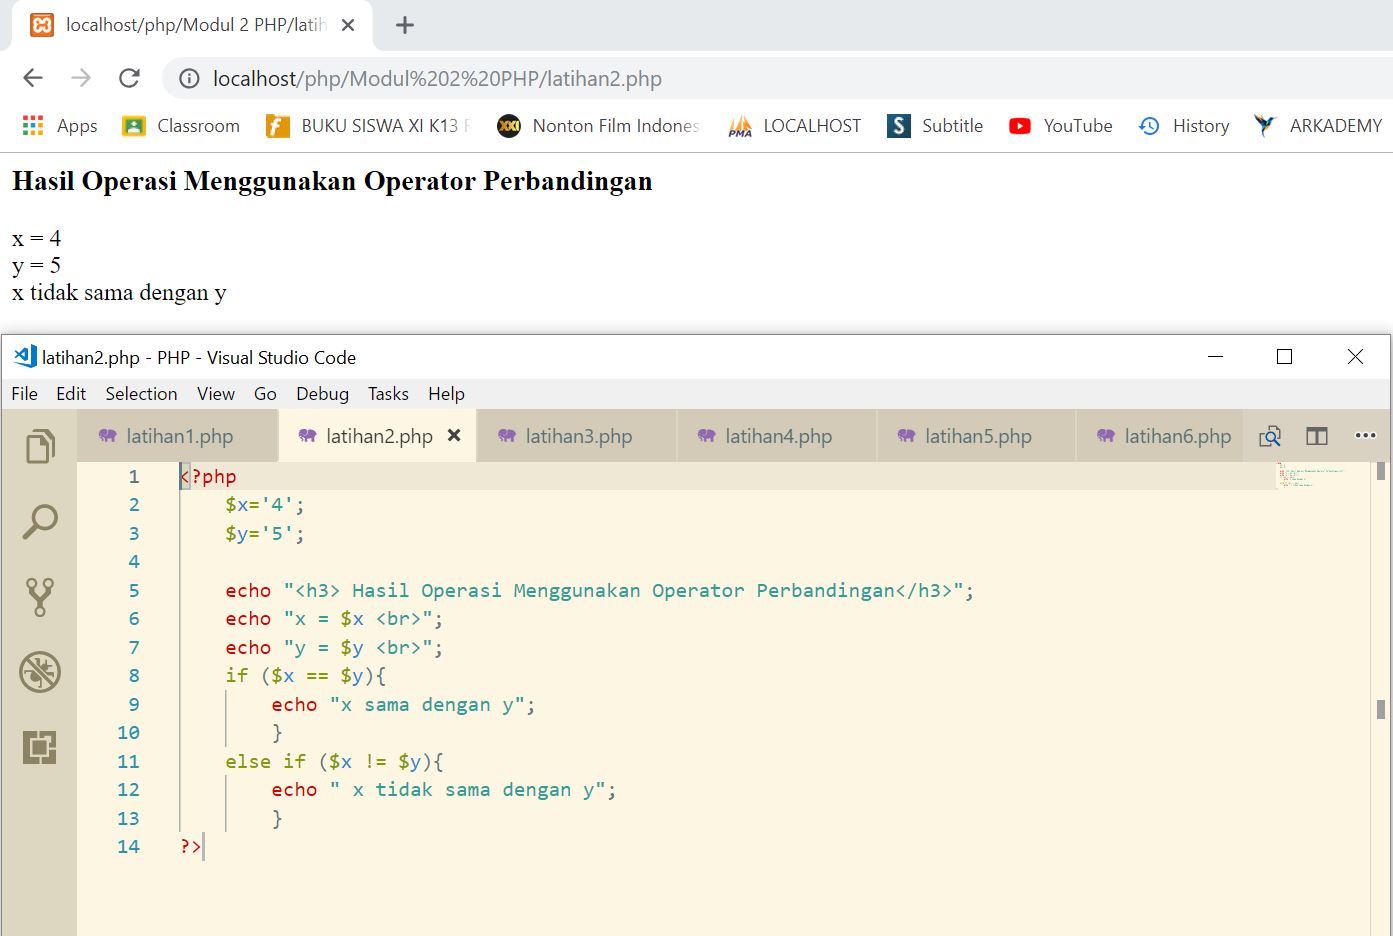 localhost/php/Modul 2 PHP/latih
localhost/php/Modul%202%20PHP/latihan2.php
Apps Classroom BUKU SISWA XI K13 Nonton Film Indones LOCALHOST Subtitle YouTube History ARKADEMY
Hasil Operasi Menggunakan Operator Perbandingan
x = 4
y = 5
x tidak sama dengan y
latihan2.php - PHP - Visual Studio Code
File Edit Selection View Go Debug Tasks Help
latihan1.php latihan2.php latihan3.php latihan4.php latihan5.php latihan6.php
1 <?php
2 $x='4';
3 $y='5';
4
5 echo "<h3> Hasil Operasi Menggunakan Operator Perbandingan</h3>";
6 echo "x = $x <br>";
7 echo "y = $y <br>";
8 if ($x == $y){
9 echo "x sama dengan y";
10 }
11 else if ($x != $y){
12 echo " x tidak sama dengan y";
13 }
14 ?>